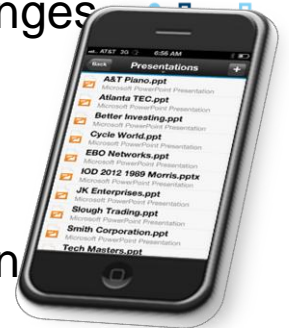 anges
AT&T 3G 6:56 AM
Back Presentations +
A&T Piano.ppt
Microsoft PowerPoint Presentation
Atlanta TEC.ppt
Microsoft PowerPoint Presentation
Better Investing.ppt
Microsoft PowerPoint Presentation
Cycle World.ppt
Microsoft PowerPoint Presentation
EBO Networks.ppt
Microsoft PowerPoint Presentation
IOD 2012 1989 Morris.pptx
Microsoft PowerPoint Presentation
JK Enterprises.ppt
Microsoft PowerPoint Presentation
Slough Trading.ppt
Microsoft PowerPoint Presentation
Smith Corporation.ppt
Microsoft PowerPoint Presentation
Tech Masters.ppt
n